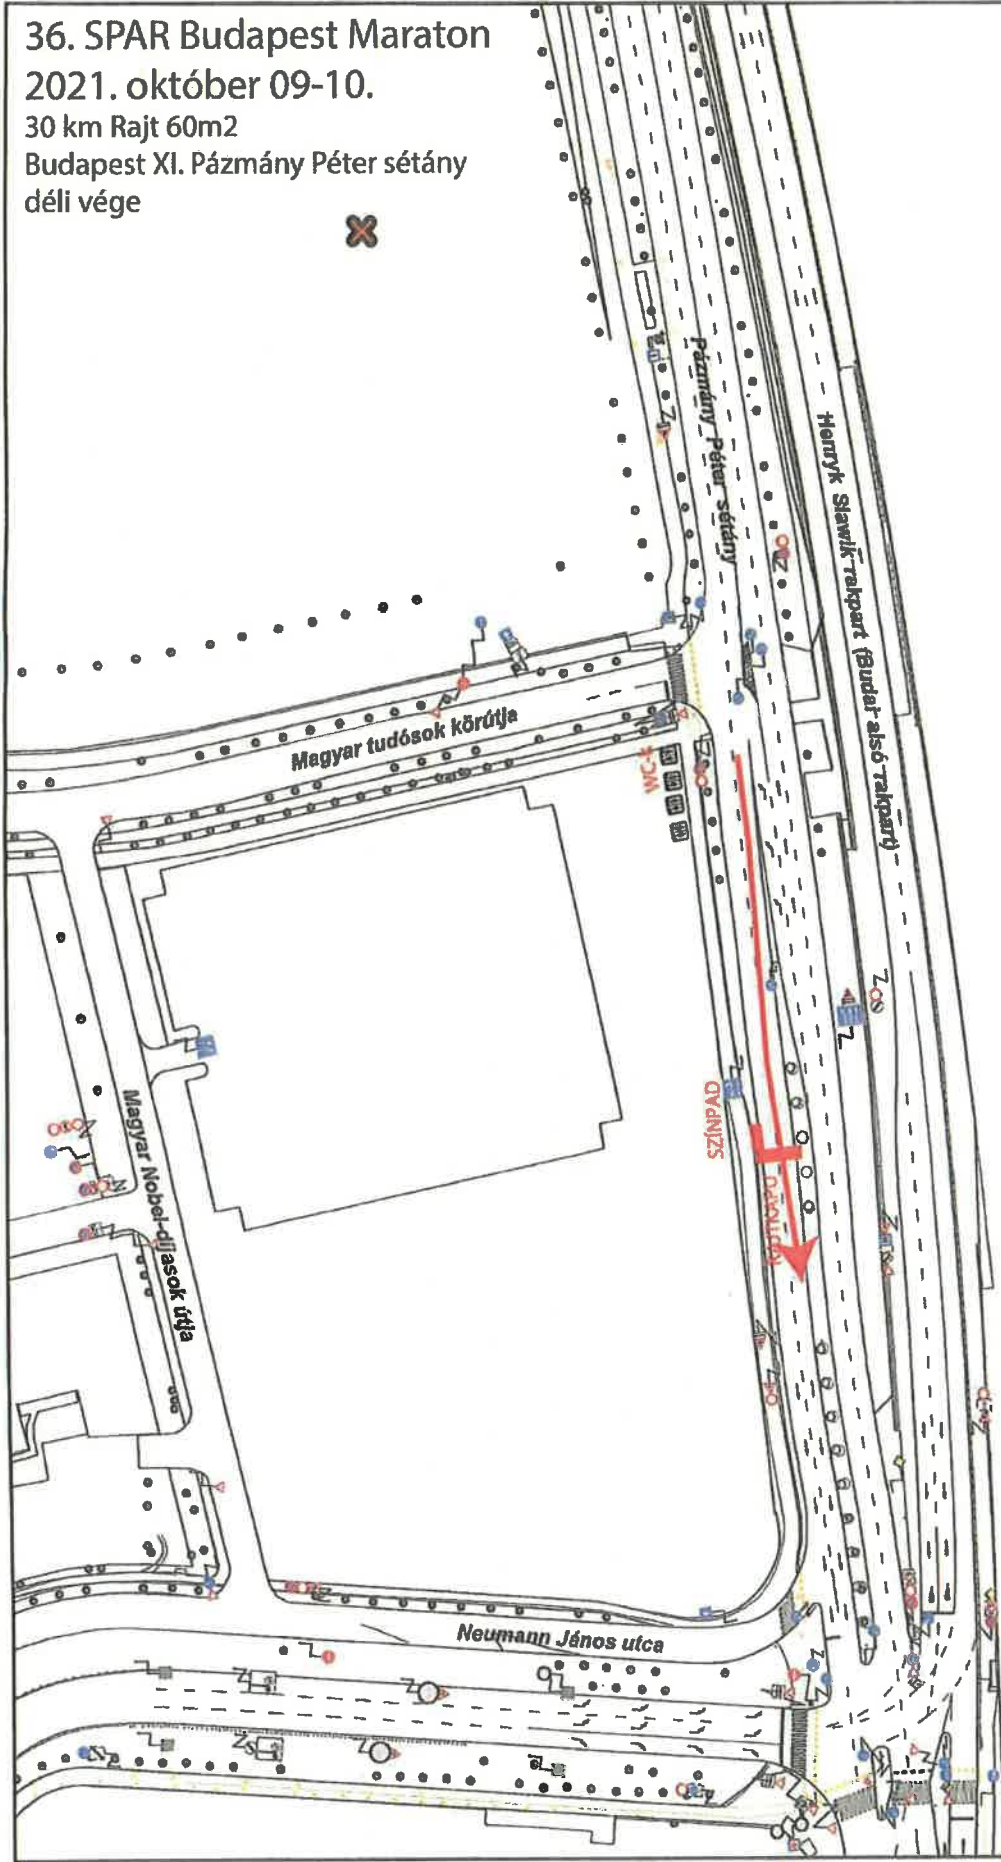 36. SPAR Budapest Maraton
2021. október 09-10.
30 km Rajt 60m2
Budapest XI. Pázmány Péter sétány
déli vége
Pázmány Péter sétány
Henryk Slawik rakpart (Budai alsó rakpart)
Magyar tudósok körútja
WC-k
SZÍNPAD
RAJTKAPU
Magyar Nobel-díjasok útja
Neumann János utca